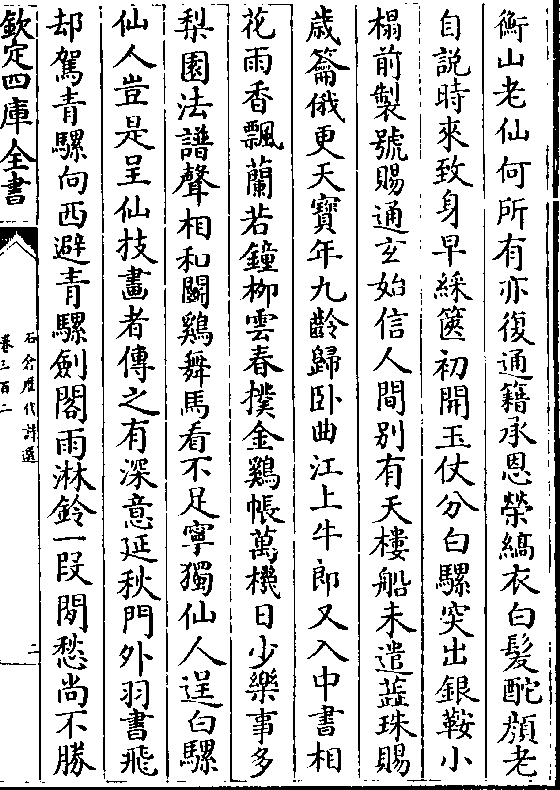 衡山老仙何所有亦復通籍承恩榮縞衣白髮酡顔老
自說時來致身早綵篋初開玉仗分白騾突出銀鞍小
榻前製號賜通玄始信人間别有天樓船未遣蓝珠賜
歳籥俄更天寶年九齡歸卧曲江上牛郎又入中書相
花雨香飄蘭若鐘栁雲春撲金鷄帳萬機日少樂事多
梨園法譜聲相和鬬鷄舞馬看不足寧獨仙人逞白騾
仙人豈是呈仙技畫者傳之有深意延秋門外羽書飛
却駕青騾向西避青騾劍閣雨淋鈴一叚閒愁尚不勝
欽定四庫全書
石倉歴代詩選
卷三百二
二